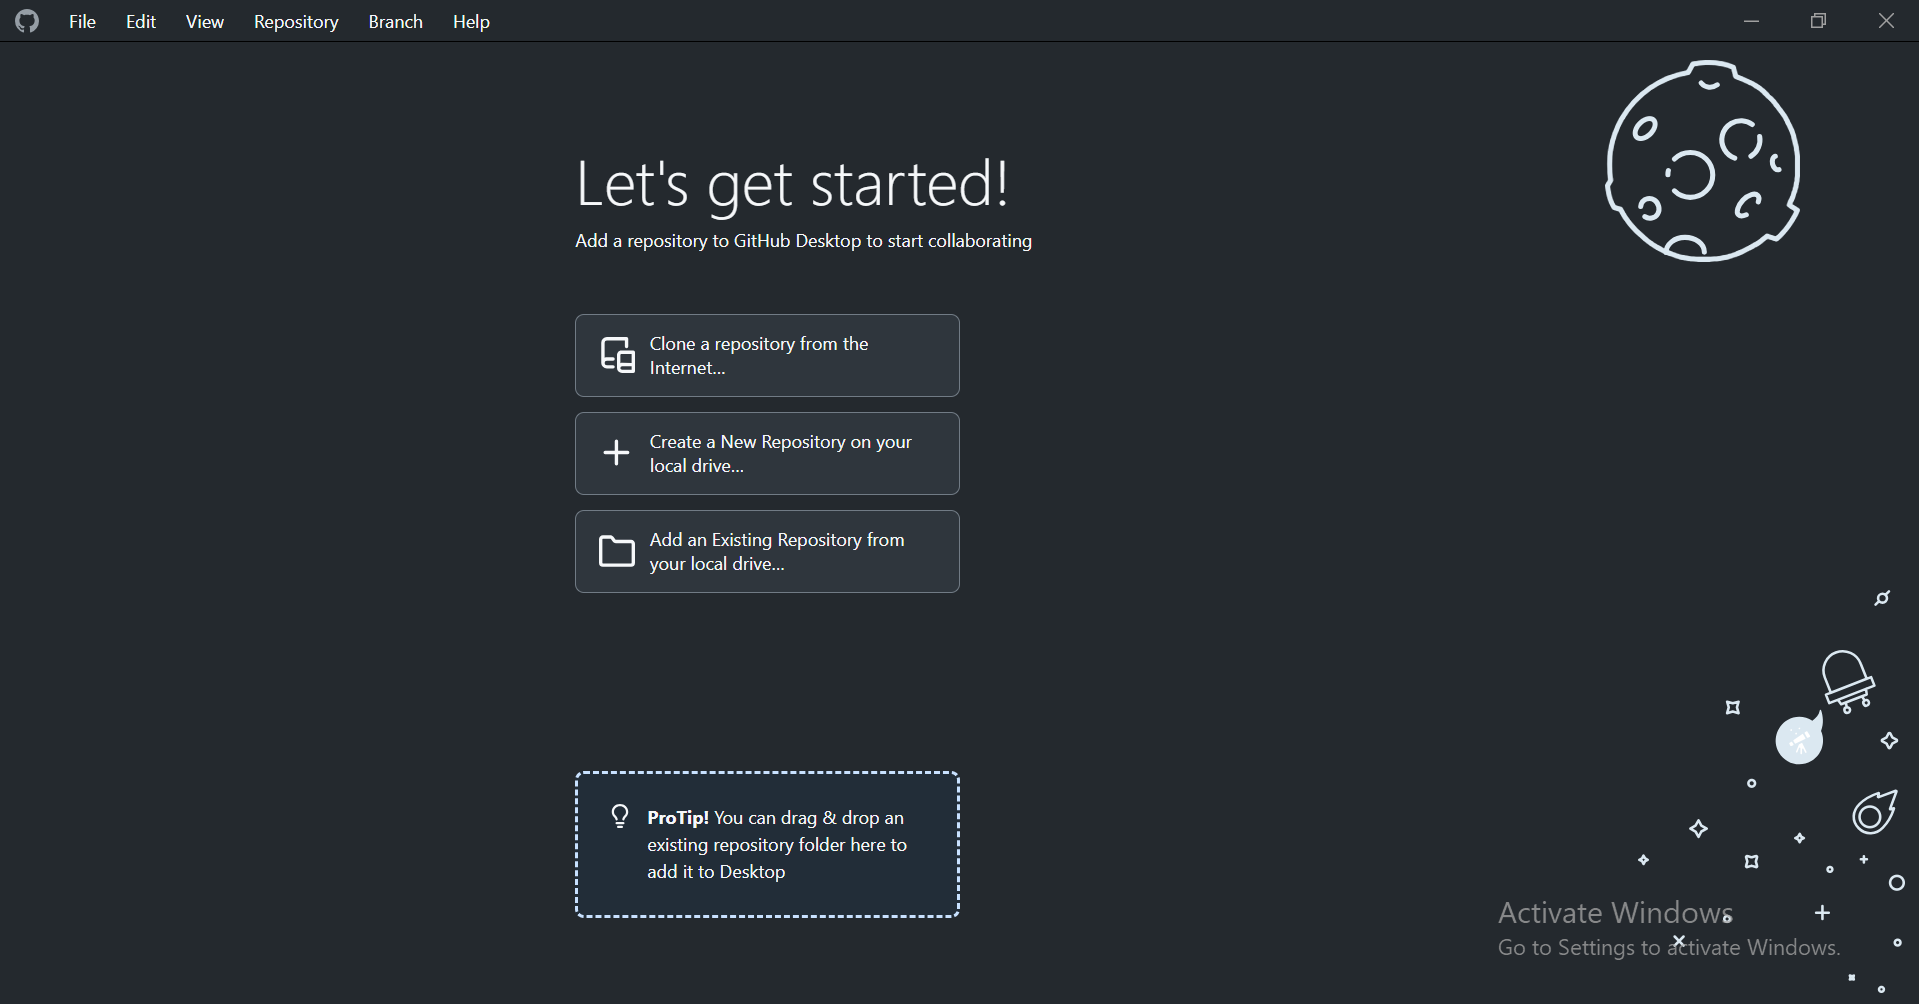 File Edit View Repository Branch Help
Let's get started!
Add a repository to GitHub Desktop to start collaborating
Clone a repository from the
Internet...
Create a New Repository on your
local drive...
Add an Existing Repository from
your local drive...
ProTip! You can drag & drop an
existing repository folder here to
add it to Desktop
Activate Windows
Go to Settings to activate Windows.